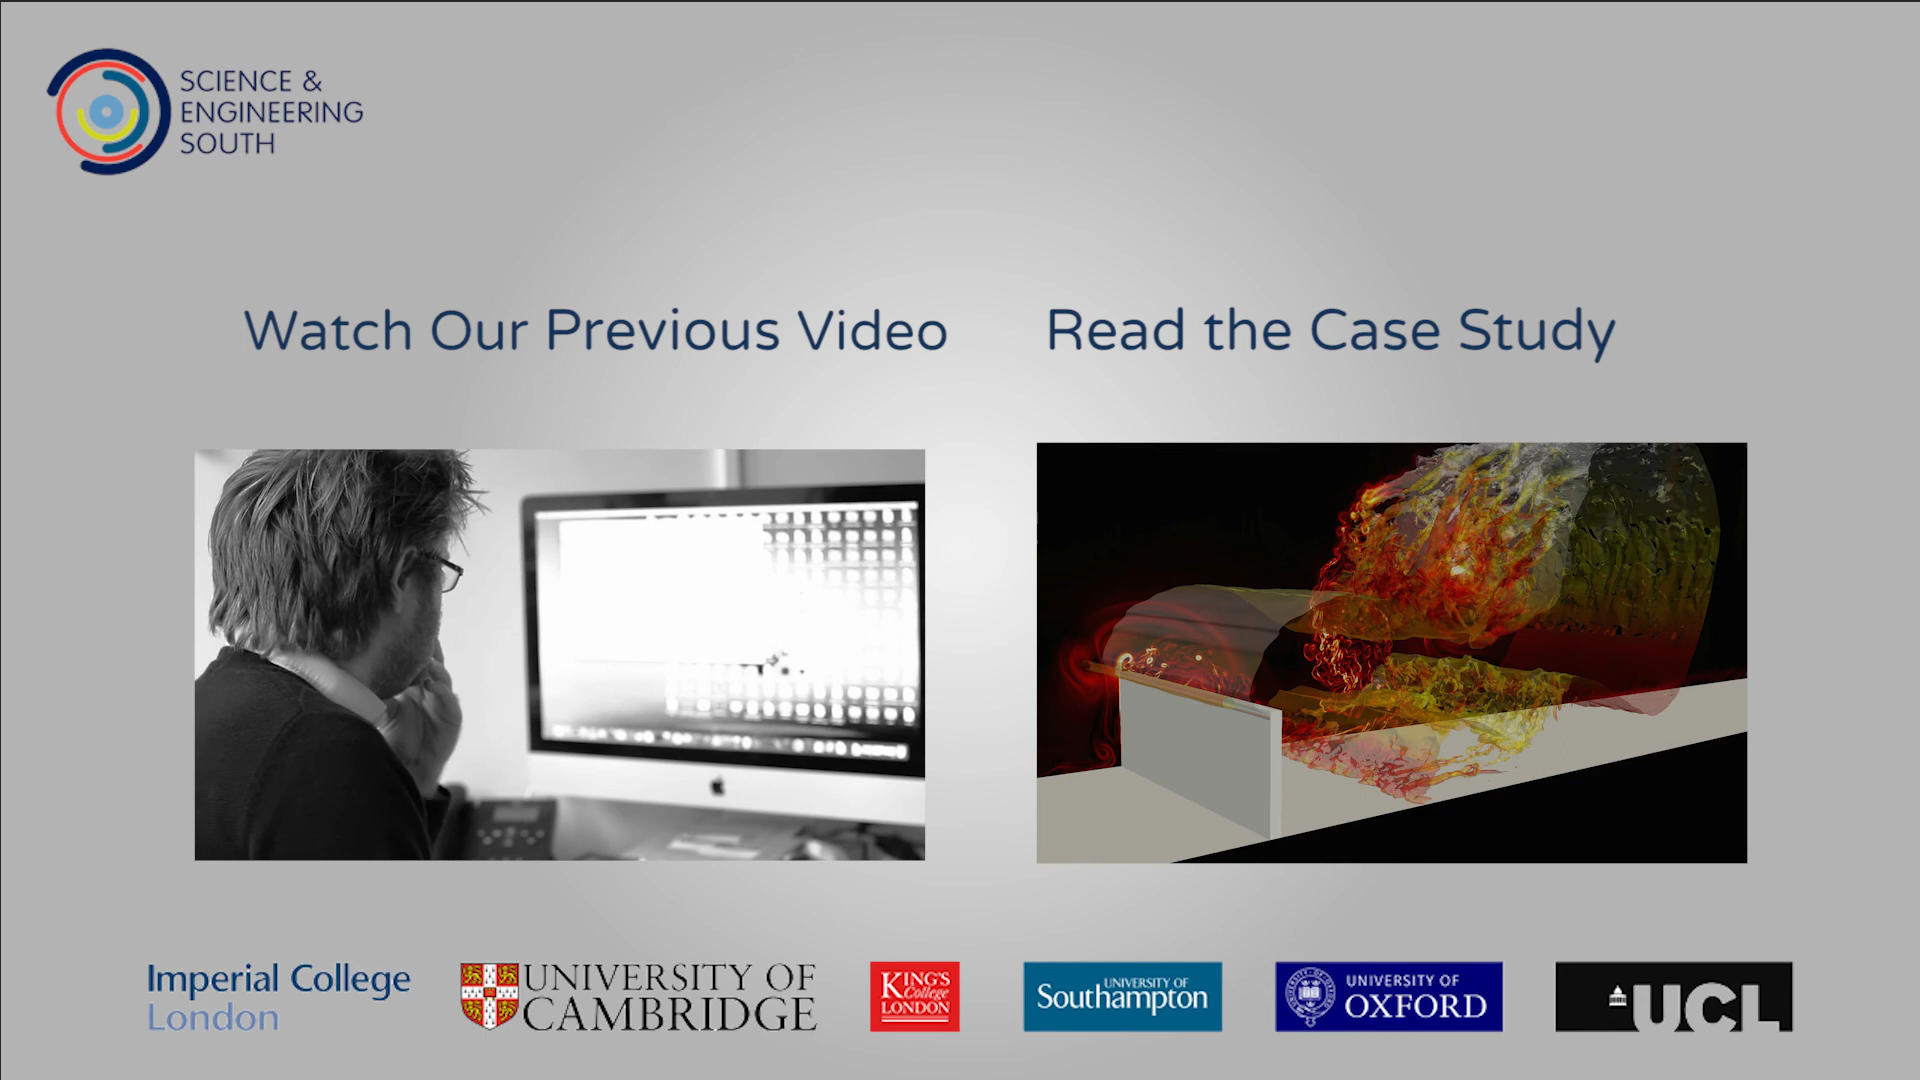 SCIENCE &
ENGINEERING
SOUTH
Watch Our Previous Video
Read the Case Study
Imperial College
London
UNIVERSITY OF
CAMBRIDGE
KING'S
College
LONDON
UNIVERSITY OF
Southampton
UNIVERSITY OF
OXFORD
UCL